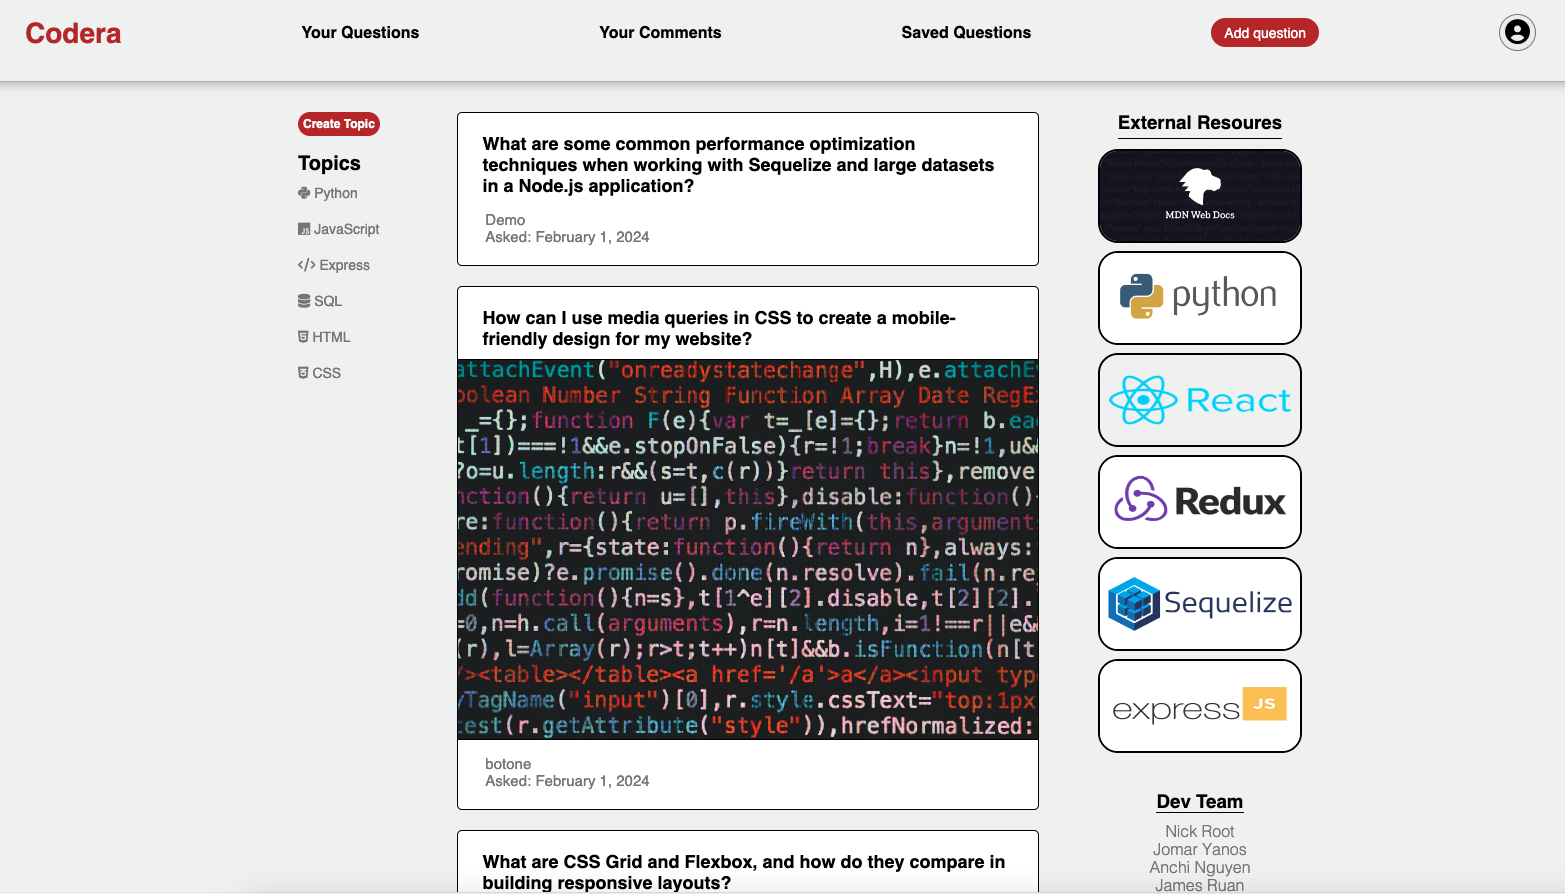 Codera
Your Questions
Your Comments
Saved Questions
Add question
Create Topic
Topics
Python
JavaScript
</> Express
SQL
HTML
CSS
What are some common performance optimization
techniques when working with Sequelize and large datasets
in a Node.js application?
Demo
Asked: February 1, 2024
How can I use media queries in CSS to create a mobile-
friendly design for my website?
attachEvent("onreadystatechange",H),e.attachE
oolean Number String Function Array Date RegE
_={};function F(e){var t=_[e]={};return b.ea
t[1])===!1&&e.stopOnFalse){r=!1;break}n=!1,u&
?o=u.length:r&&(s=t,c(r))}return this},remove
nction(){return u=[],this},disable:function()
re:function(){return p.fireWith(this,argument
ending",r={state:function(){return n},always:
romise)?e.promise().done(n.resolve).fail(n.re
dd(function(){n=s},t[1^e][2].disable,t[2][2].
=0,n=h.call(arguments),r=n.length,i=1!==r||e&
(r),l=Array(r);r>t;t++)n[t]&&b.isFunction(n[t
/><table></table><a href='/a'>a</a><input typ
yTagName("input")[0],r.style.cssText="top:1px
test(r.getAttribute("style")),hrefNormalized:
botone
Asked: February 1, 2024
What are CSS Grid and Flexbox, and how do they compare in
building responsive layouts?
External Resoures
MDN Web Docs
python
React
Redux
Sequelize
express JS
Dev Team
Nick Root
Jomar Yanos
Anchi Nguyen
James Ruan